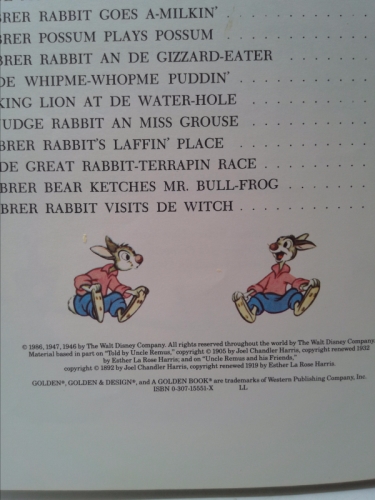 BRER RABBIT GOES A-MILKIN'
BRER POSSUM PLAYS POSSUM
BRER RABBIT AN DE GIZZARD-EATER
DE WHIPME-WHOPME PUDDIN'
KING LION AT DE WATER-HOLE
JUDGE RABBIT AN MISS GROUSE
BRER RABBIT'S LAFFIN' PLACE
DE GREAT RABBIT-TERRAPIN RACE
BRER BEAR KETCHES MR. BULL-FROG
BRER RABBIT VISITS DE WITCH
© 1986, 1947, 1946 by The Walt Disney Company. All rights reserved throughout the world by The Walt Disney Company
Material based in part on "Told by Uncle Remus," copyright © 1905 by Joel Chandler Harris, copyright renewed 1932
by Esther La Rose Harris; and on "Uncle Remus and his Friends,"
copyright © 1892 by Joel Chandler Harris, copyright renewed 1919 by Esther La Rose Harris.
GOLDEN®, GOLDEN & DESIGN®, and A GOLDEN BOOK® are trademarks of Western Publishing Company, Inc.
ISBN 0-307-15551-X LL